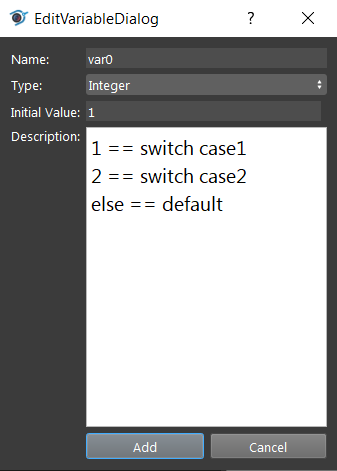 EditVariableDialog ? ×
Name: var0
Type: Integer
Initial Value: 1
Description:
1 == switch case1
2 == switch case2
else == default
Add Cancel